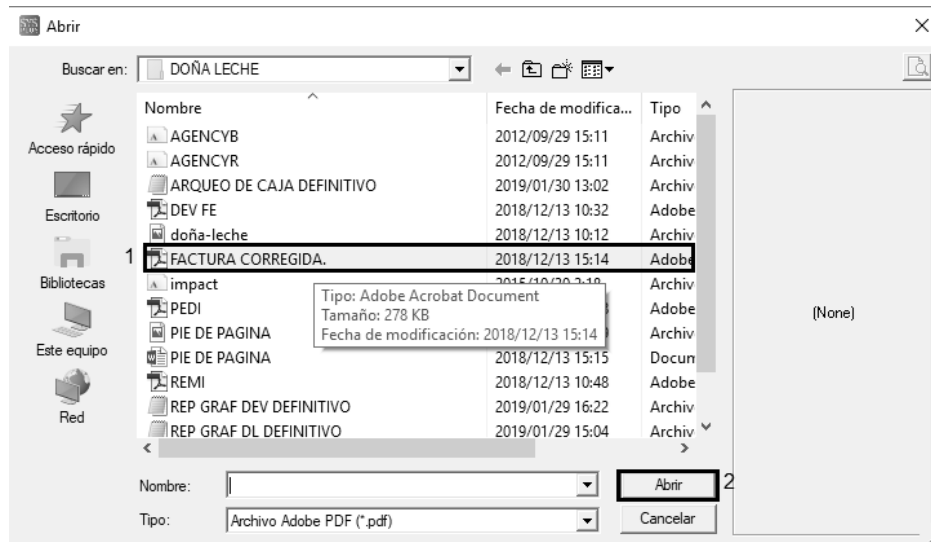 Abrir
Buscar en: DOÑA LECHE
Nombre Fecha de modifica... Tipo
AGENCYB 2012/09/29 15:11 Archiv
AGENCYR 2012/09/29 15:11 Archiv
ARQUEO DE CAJA DEFINITIVO 2019/01/30 13:02 Archiv
DEV FE 2018/12/13 10:32 Adobe
doña-leche 2018/12/13 10:12 Archiv
1 FACTURA CORREGIDA. 2018/12/13 15:14 Adobe
impact Archiv
Tipo: Adobe Acrobat Document
PEDI Adobe
Tamaño: 278 KB
PIE DE PAGINA Archiv
Fecha de modificación: 2018/12/13 15:14
PIE DE PAGINA 2018/12/13 15:15 Docum
REMI 2018/12/13 10:48 Adobe
REP GRAF DEV DEFINITIVO 2019/01/29 16:22 Archiv
REP GRAF DL DEFINITIVO 2019/01/29 15:04 Archiv
Acceso rápido
Escritorio
Bibliotecas
Este equipo
Red
(None)
Nombre: Abrir 2
Tipo: Archivo Adobe PDF (*.pdf) Cancelar